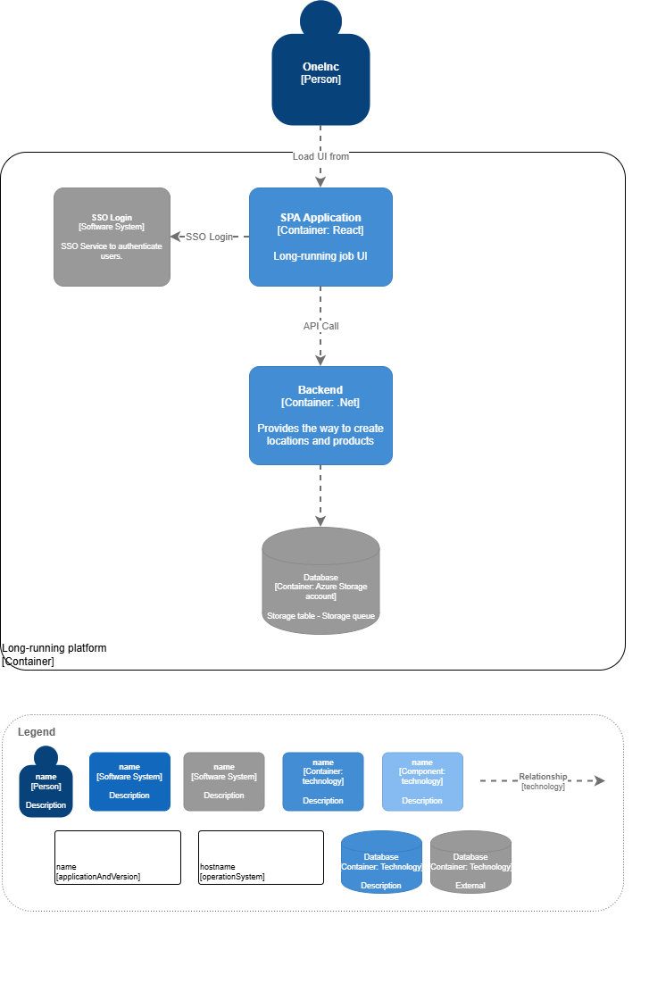 OneInc
[Person]
Load UI from
SSO Login
[Software System]
SSO Service to authenticate
users.
SSO Login
SPA Application
[Container: React]
Long-running job UI
API Call
Backend
[Container: .Net]
Provides the way to create
locations and products
Database
[Container: Azure Storage
account]
Storage table - Storage queue
Long-running platform
[Container]
Legend
name
[Person]
Description
name
[Software System]
Description
name
[Software System]
Description
name
[Container:
technology]
Description
name
[Component:
technology]
Description
Relationship
[technology]
name
[applicationAndVersion]
hostname
[operationSystem]
Database
[Container: Technology]
Description
Database
[Container: Technology]
External